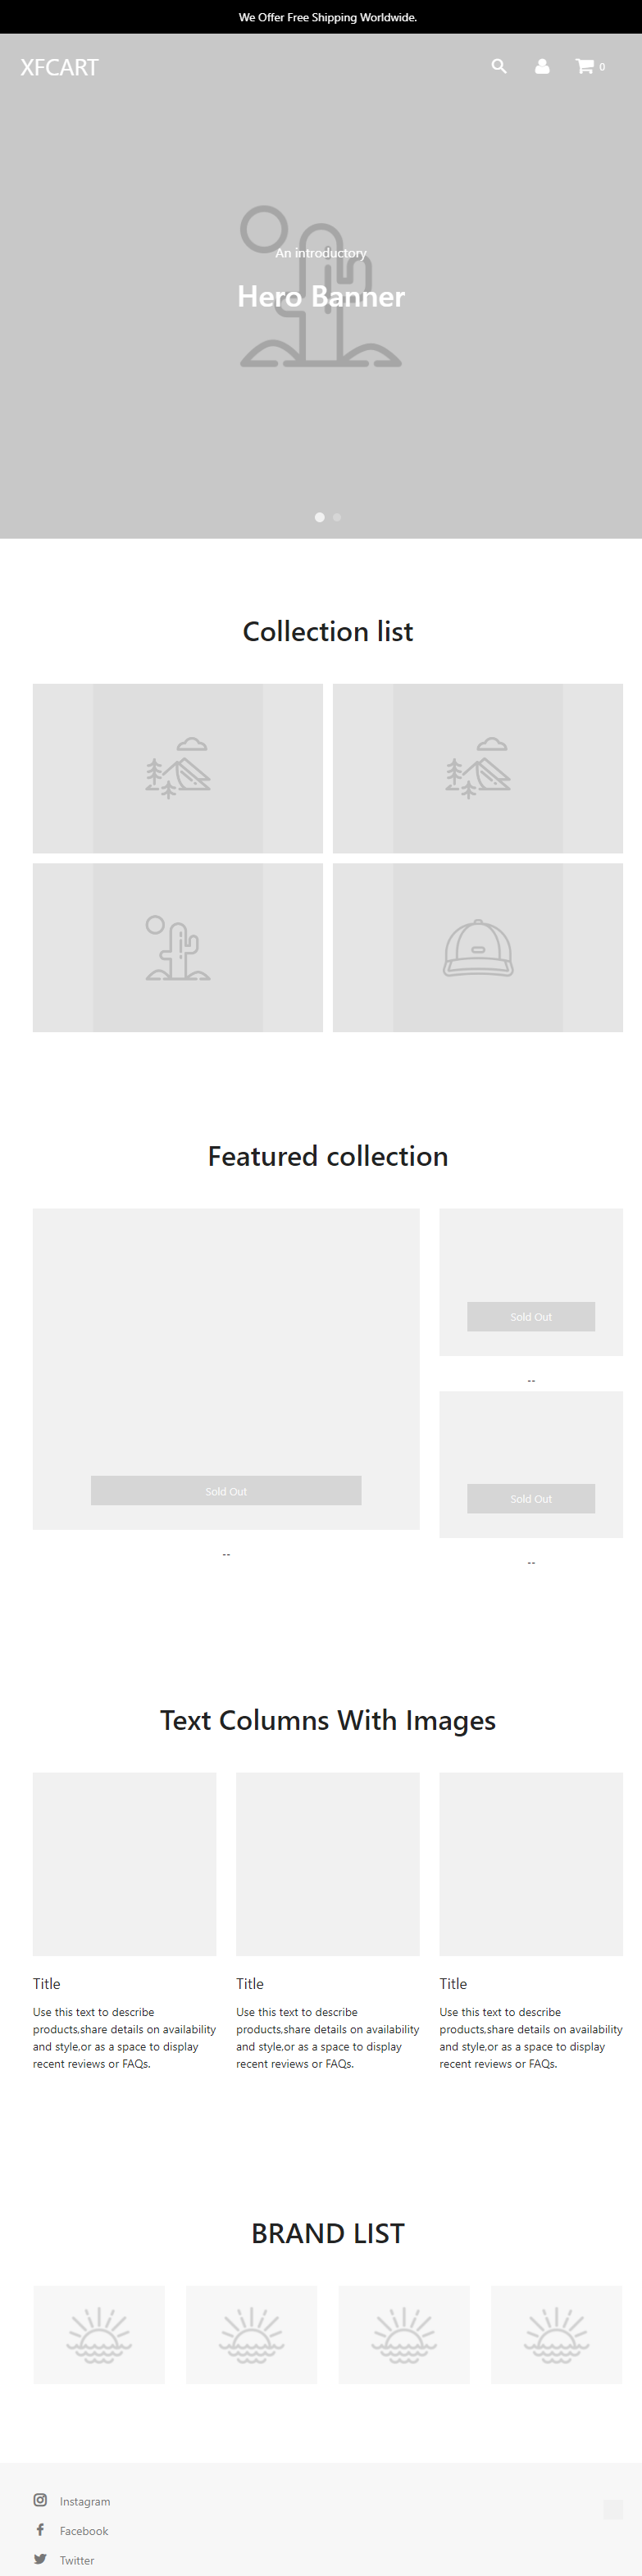 We Offer Free Shipping Worldwide.
XFCART
0
An introductory
Hero Banner
Collection list
Featured collection
Sold Out
--
Sold Out
--
Sold Out
--
Text Columns With Images
Title
Use this text to describe
products,share details on availability
and style,or as a space to display
recent reviews or FAQs.
Title
Use this text to describe
products,share details on availability
and style,or as a space to display
recent reviews or FAQs.
Title
Use this text to describe
products,share details on availability
and style,or as a space to display
recent reviews or FAQs.
BRAND LIST
Instagram
Facebook
Twitter